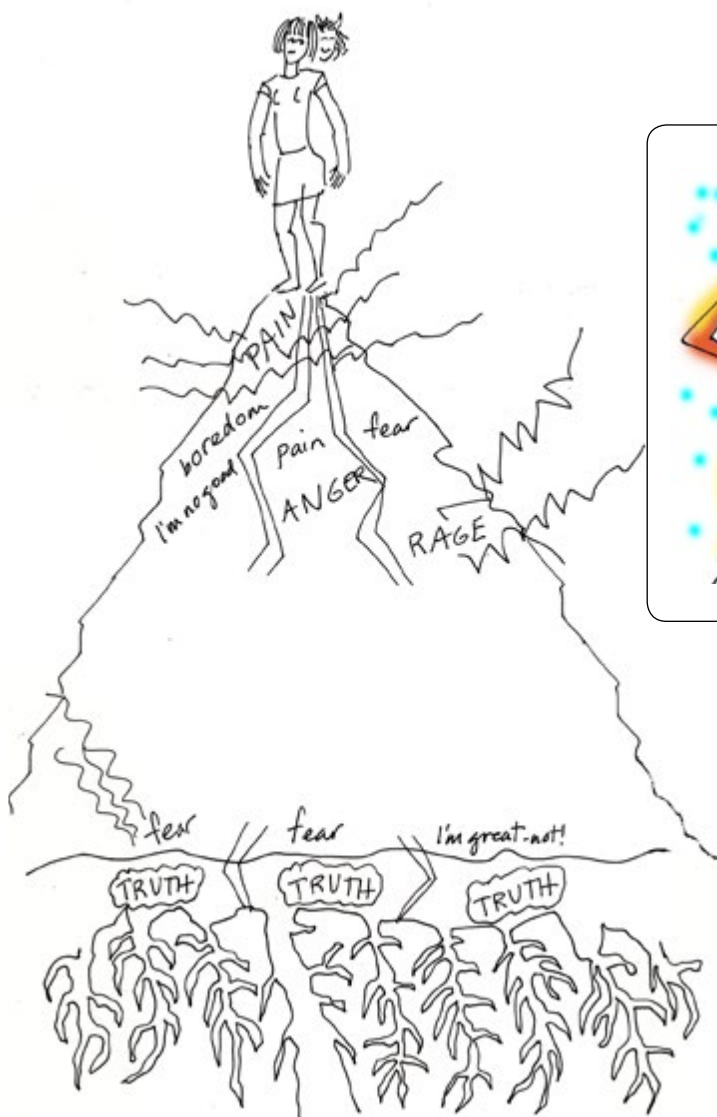 PAIN
boredom
I'm no good
pain
fear
ANGER
RAGE
fear
fear
I'm great-not!
TRUTH
TRUTH
TRUTH